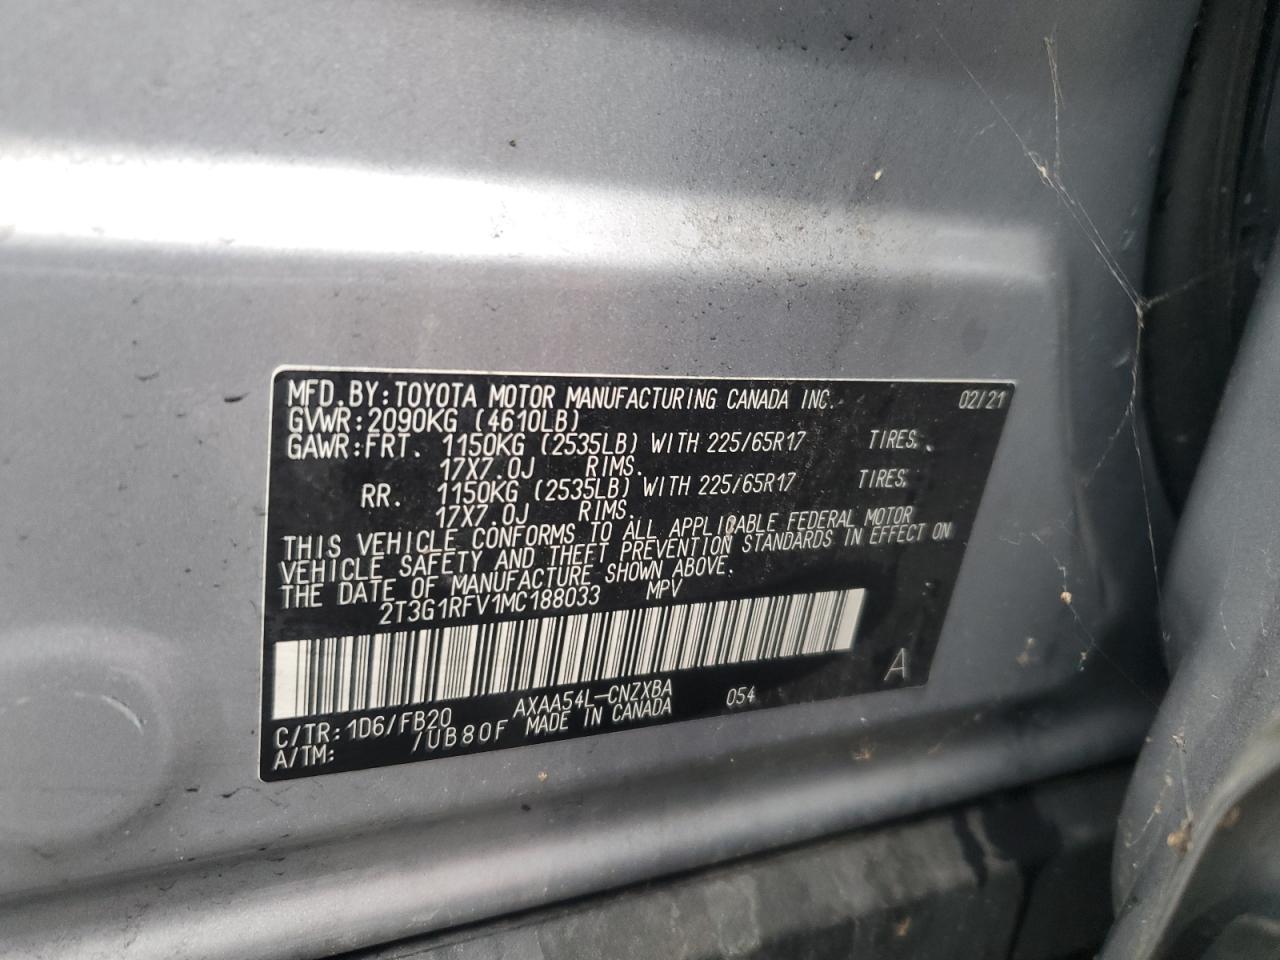 MFD.BY:TOYOTA MOTOR MANUFACTURING CANADA INC. 02/21
GVWR:2090KG (4610LB)
GAWR:FRT. 1150KG (2535LB) WITH 225/65R17 TIRES,
17X7.0J RIMS.
RR. 1150KG (2535LB) WITH 225/65R17 TIRES,
17X7.0J RIMS.
THIS VEHICLE CONFORMS TO ALL APPLICABLE FEDERAL MOTOR
VEHICLE SAFETY AND THEFT PREVENTION STANDARDS IN EFFECT ON
THE DATE OF MANUFACTURE SHOWN ABOVE.
2T3G1RFV1MC188033 MPV
A
C/TR:1D6/FB20 AXAA54L-CNZXBA 054
A/TM: /UB80F MADE IN CANADA